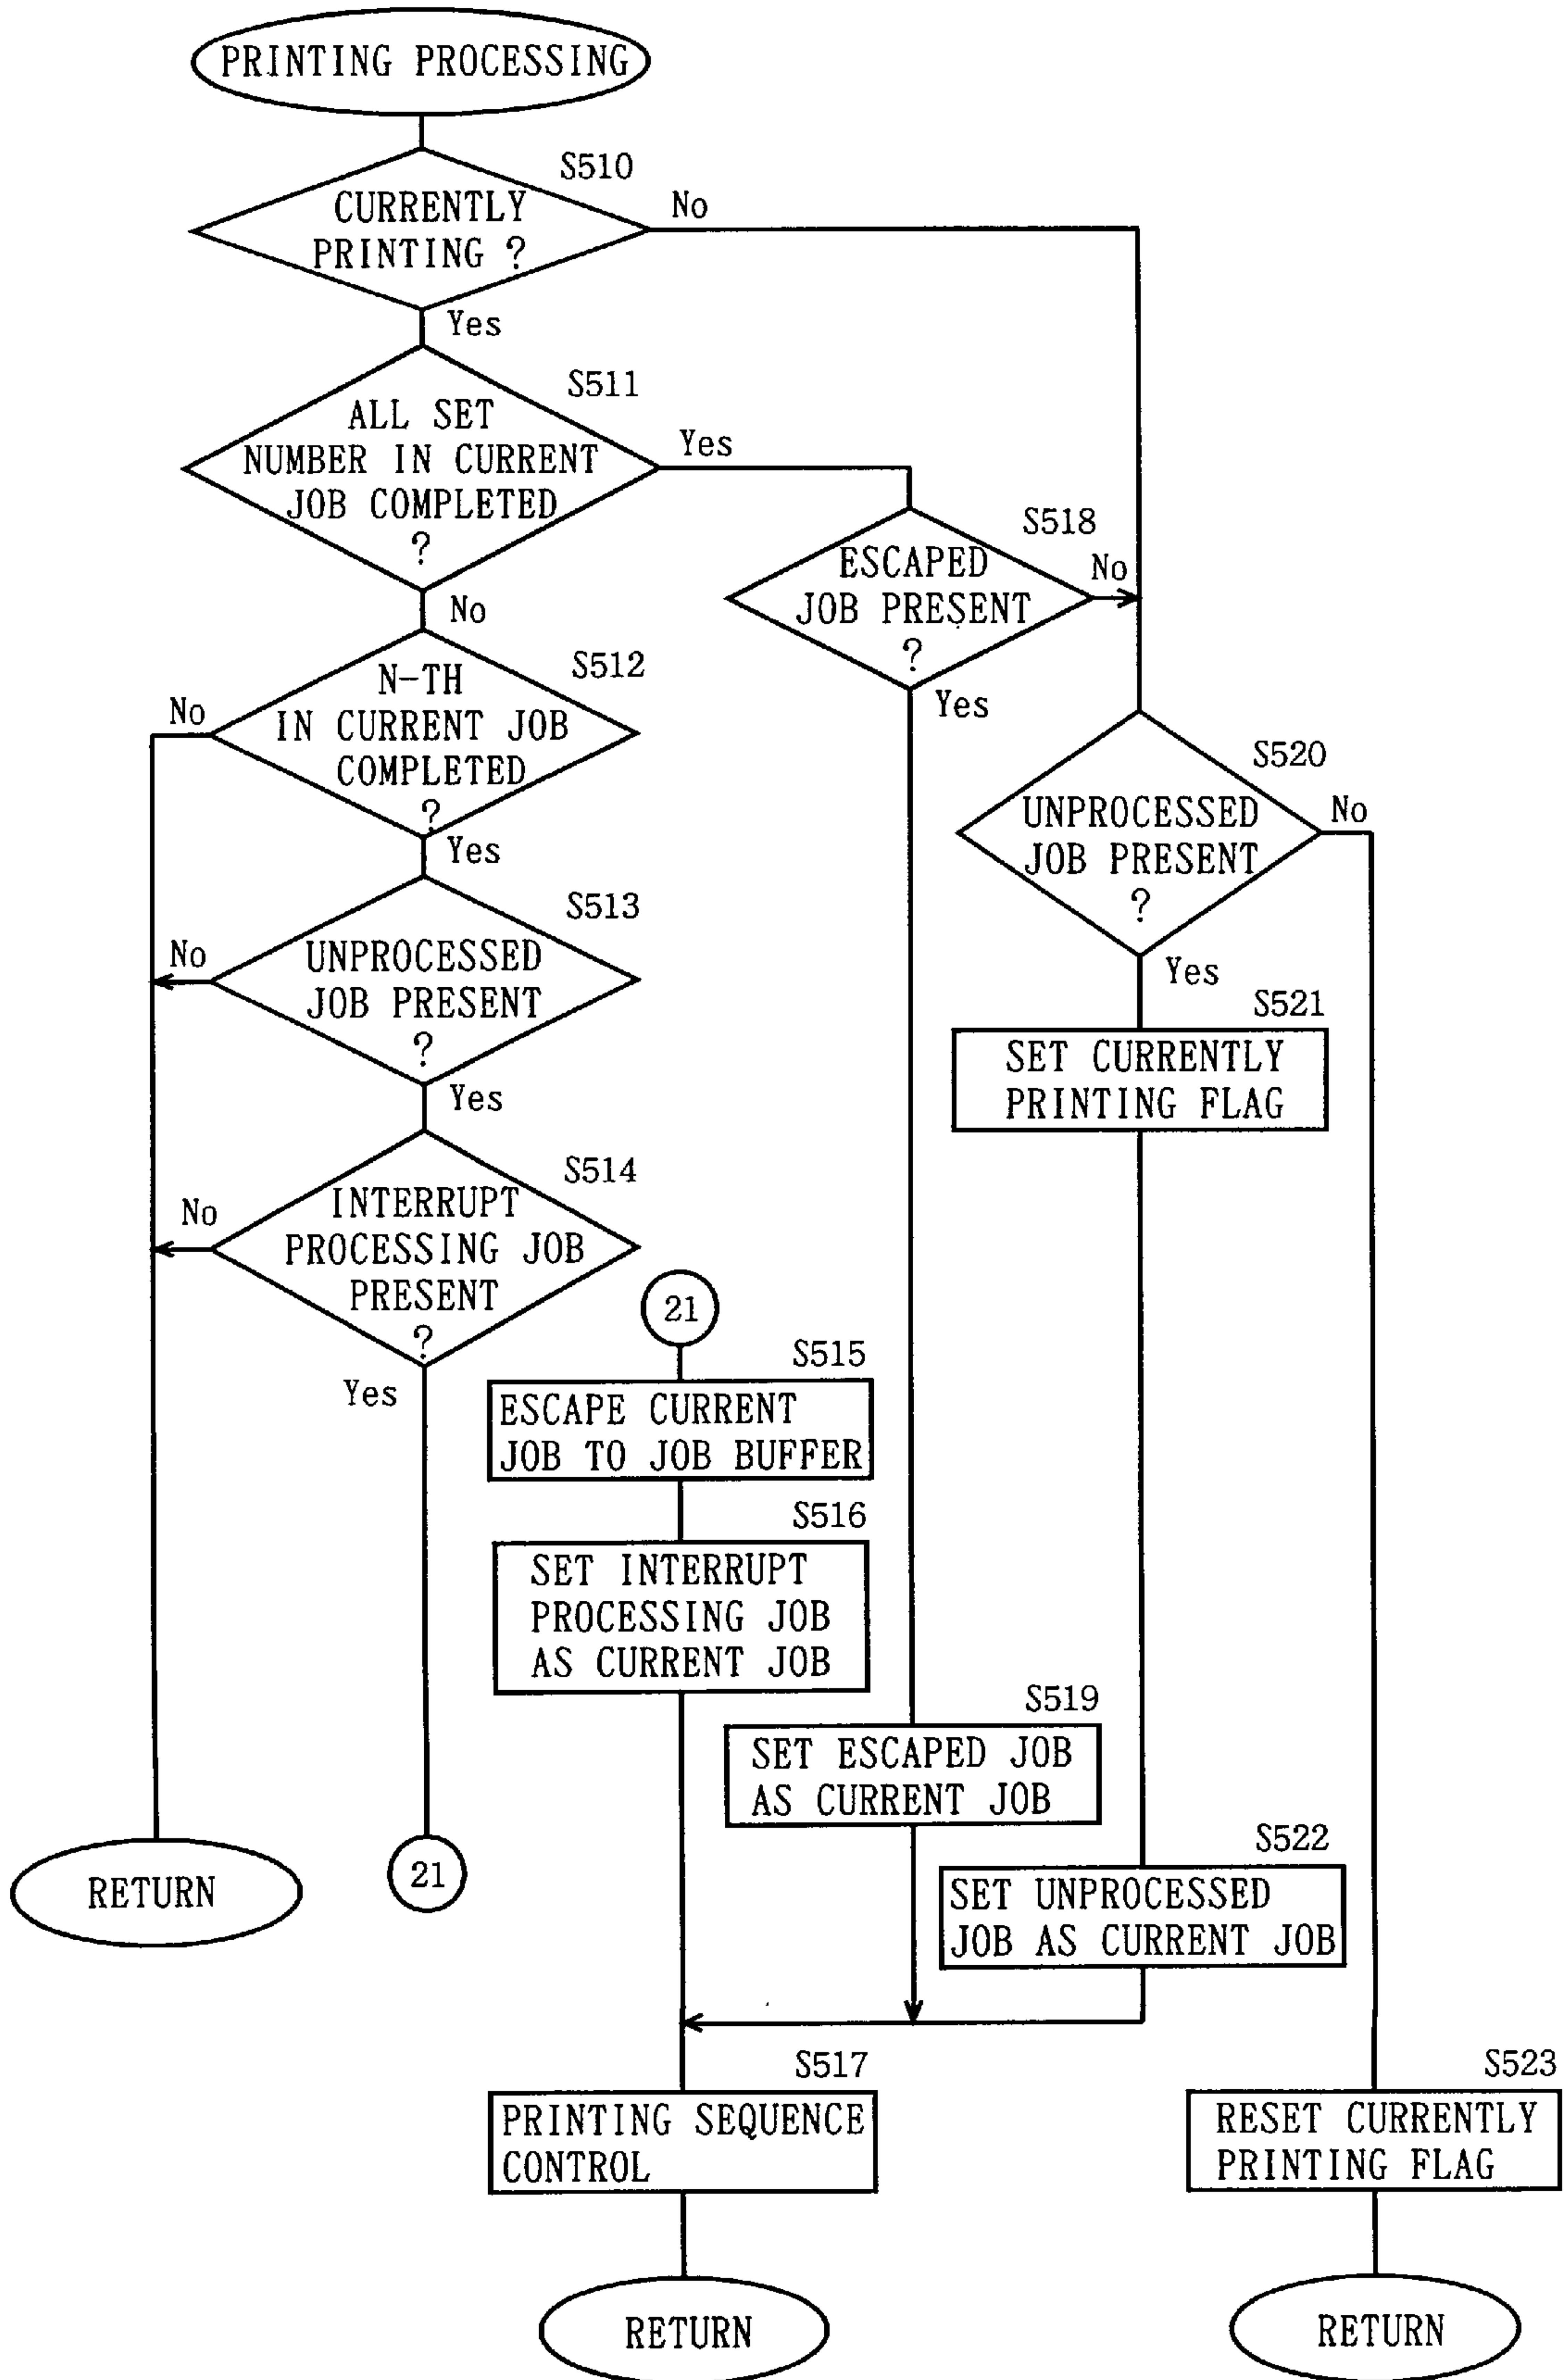 PRINTING PROCESSING
S510
CURRENTLY
PRINTING ?
No
Yes
S511
ALL SET
NUMBER IN CURRENT
JOB COMPLETED
?
Yes
No
S518
ESCAPED
JOB PRESENT
?
No
Yes
S512
N-TH
IN CURRENT JOB
COMPLETED
?
No
Yes
S520
UNPROCESSED
JOB PRESENT
?
No
Yes
S513
UNPROCESSED
JOB PRESENT
?
No
Yes
S521
SET CURRENTLY
PRINTING FLAG
S514
INTERRUPT
PROCESSING JOB
PRESENT
?
No
Yes
21
21
S515
ESCAPE CURRENT
JOB TO JOB BUFFER
S516
SET INTERRUPT
PROCESSING JOB
AS CURRENT JOB
S519
SET ESCAPED JOB
AS CURRENT JOB
S522
SET UNPROCESSED
JOB AS CURRENT JOB
RETURN
S517
PRINTING SEQUENCE
CONTROL
S523
RESET CURRENTLY
PRINTING FLAG
RETURN
RETURN